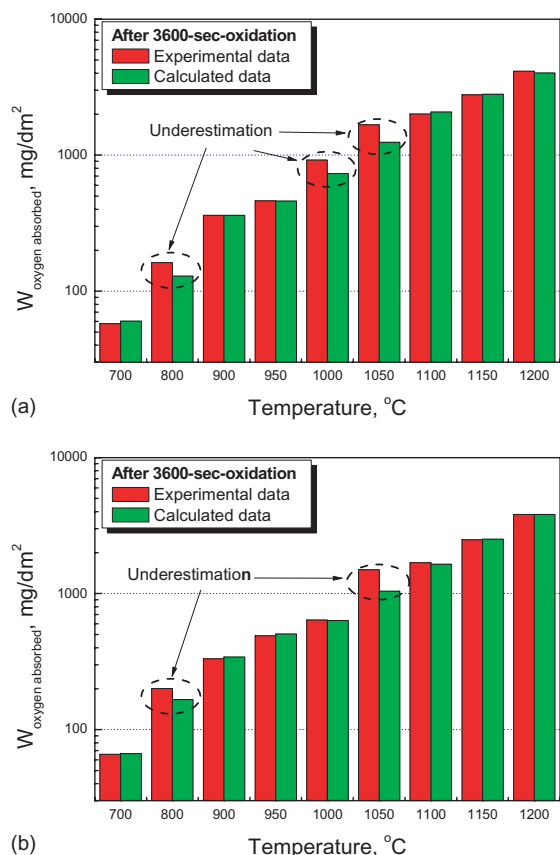 10000
After 3600-sec-oxidation
Experimental data
Calculated data
Underestimation
1000
100
W oxygen absorbed, mg/dm²
700 800 900 950 1000 1050 1100 1150 1200
(a)
Temperature, °C
10000
After 3600-sec-oxidation
Experimental data
Calculated data
Underestimation
1000
100
W oxygen absorbed, mg/dm²
700 800 900 950 1000 1050 1100 1150 1200
(b)
Temperature, °C